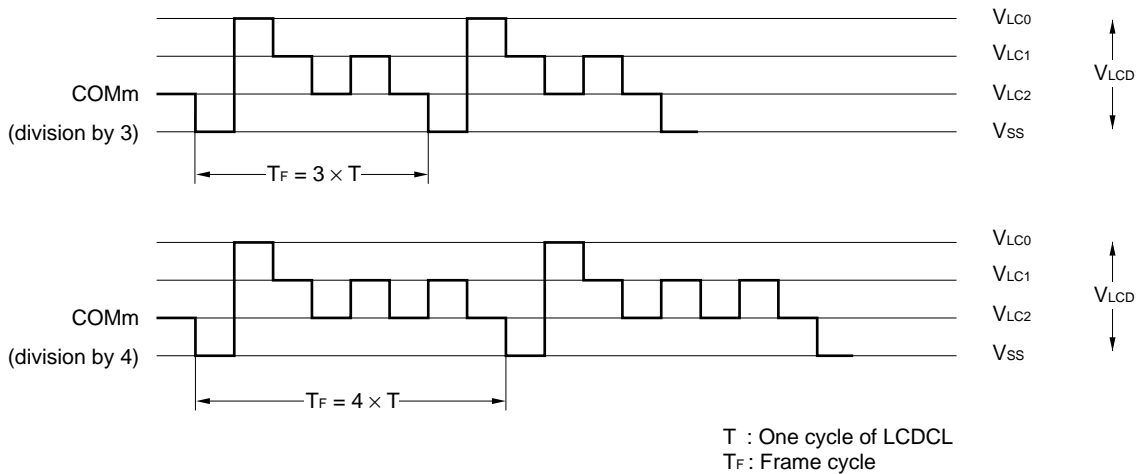 VLC0
VLC1
VLCD
COMm
VLC2
(division by 3)
VSS
TF = 3 × T
VLC0
VLC1
VLCD
COMm
VLC2
(division by 4)
VSS
TF = 4 × T
T : One cycle of LCDCL
TF : Frame cycle